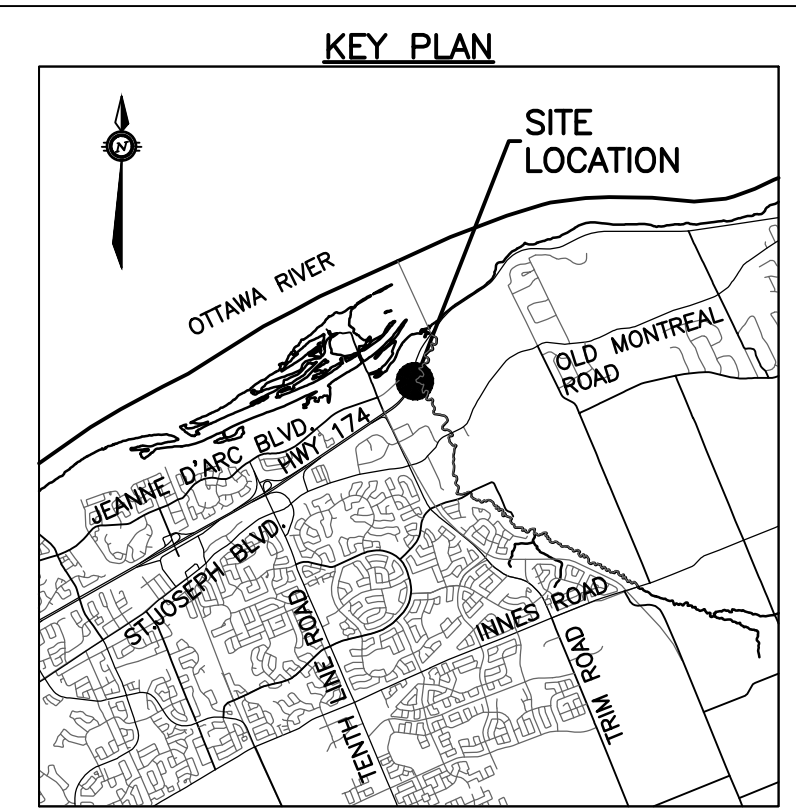 KEY PLAN
N
SITE
LOCATION
OTTAWA RIVER
OLD MONTREAL
ROAD
JEANNE D'ARC BLVD.
HWY 174
ST.JOSEPH BLVD.
TENTH LINE ROAD
INNES ROAD
TRIM ROAD